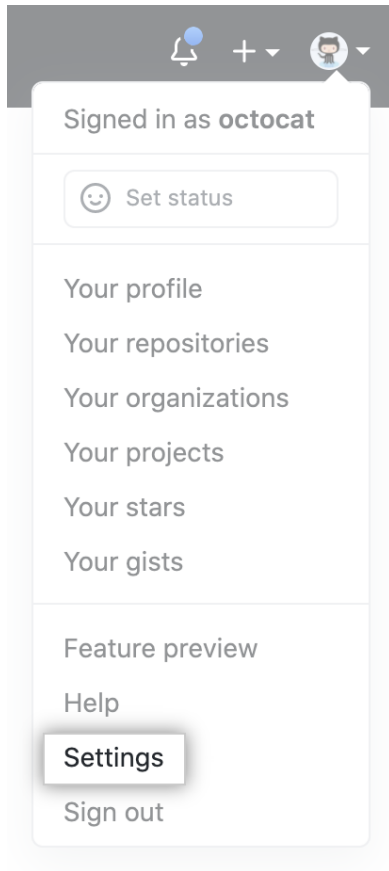 Signed in as octocat
Set status
Your profile
Your repositories
Your organizations
Your projects
Your stars
Your gists
Feature preview
Help
Settings
Sign out